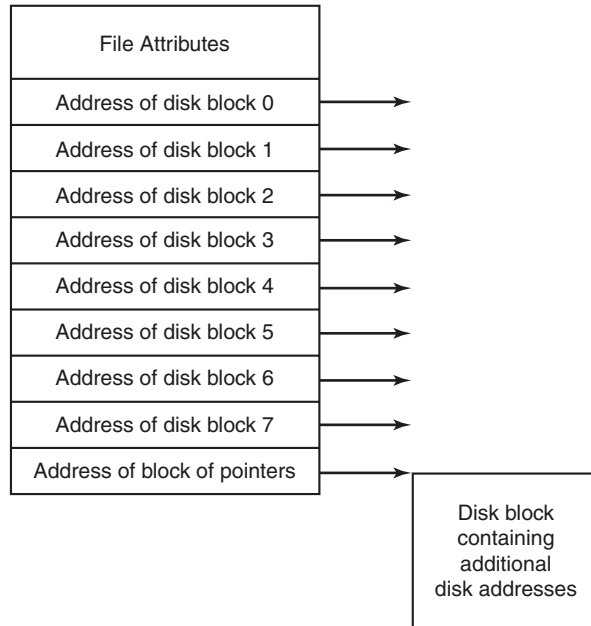 File Attributes
Address of disk block 0
Address of disk block 1
Address of disk block 2
Address of disk block 3
Address of disk block 4
Address of disk block 5
Address of disk block 6
Address of disk block 7
Address of block of pointers
Disk block
containing
additional
disk addresses